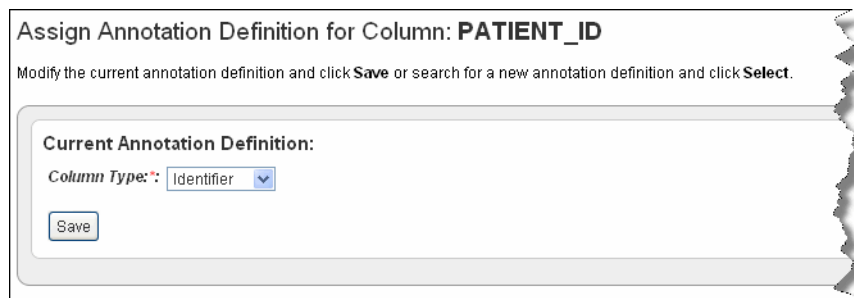 Assign Annotation Definition for Column: PATIENT_ID
Modify the current annotation definition and click Save or search for a new annotation definition and click Select.
Current Annotation Definition:
Column Type:*: Identifier
Save